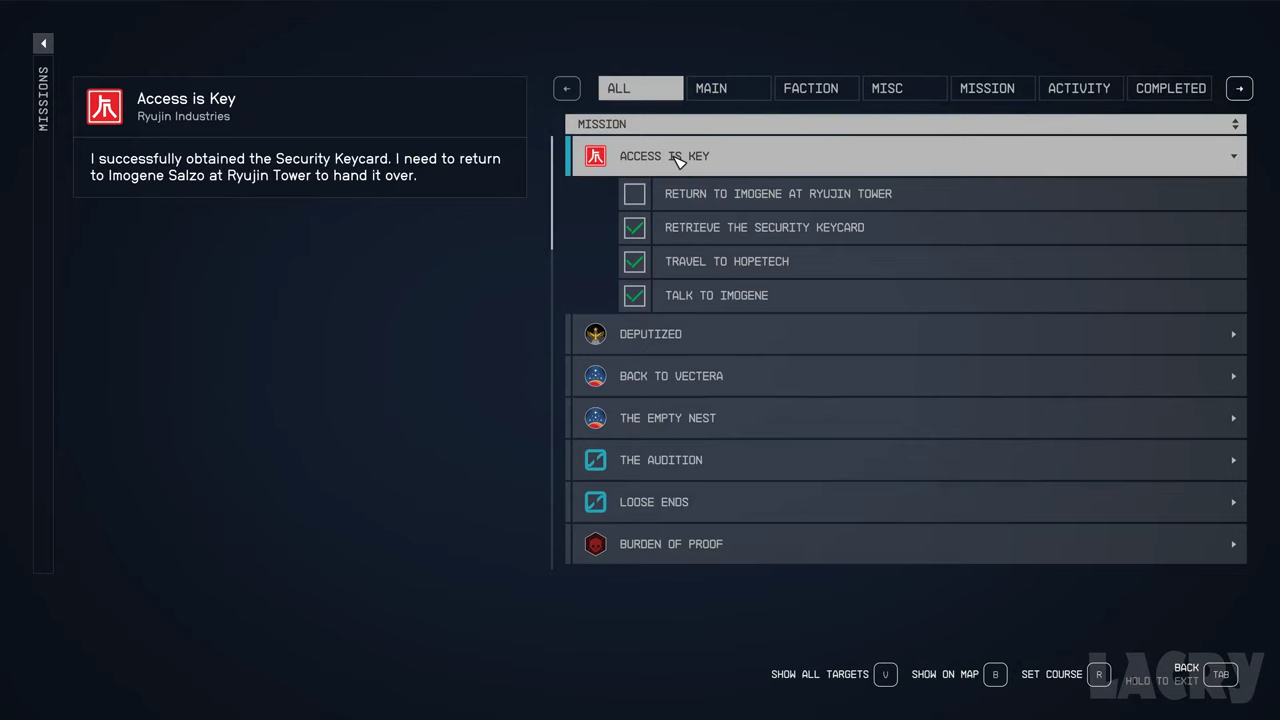 MISSIONS
Access is Key
Ryujin Industries
I successfully obtained the Security Keycard. I need to return
to Imogene Salzo at Ryujin Tower to hand it over.
ALL MAIN FACTION MISC MISSION ACTIVITY COMPLETED
MISSION
ACCESS IS KEY
RETURN TO IMOGENE AT RYUJIN TOWER
RETRIEVE THE SECURITY KEYCARD
TRAVEL TO HOPETECH
TALK TO IMOGENE
DEPUTIZED
BACK TO VECTERA
THE EMPTY NEST
THE AUDITION
LOOSE ENDS
BURDEN OF PROOF
SHOW ALL TARGETS V SHOW ON MAP B SET COURSE R BACK TAB
HOLD TO EXIT
LACRY